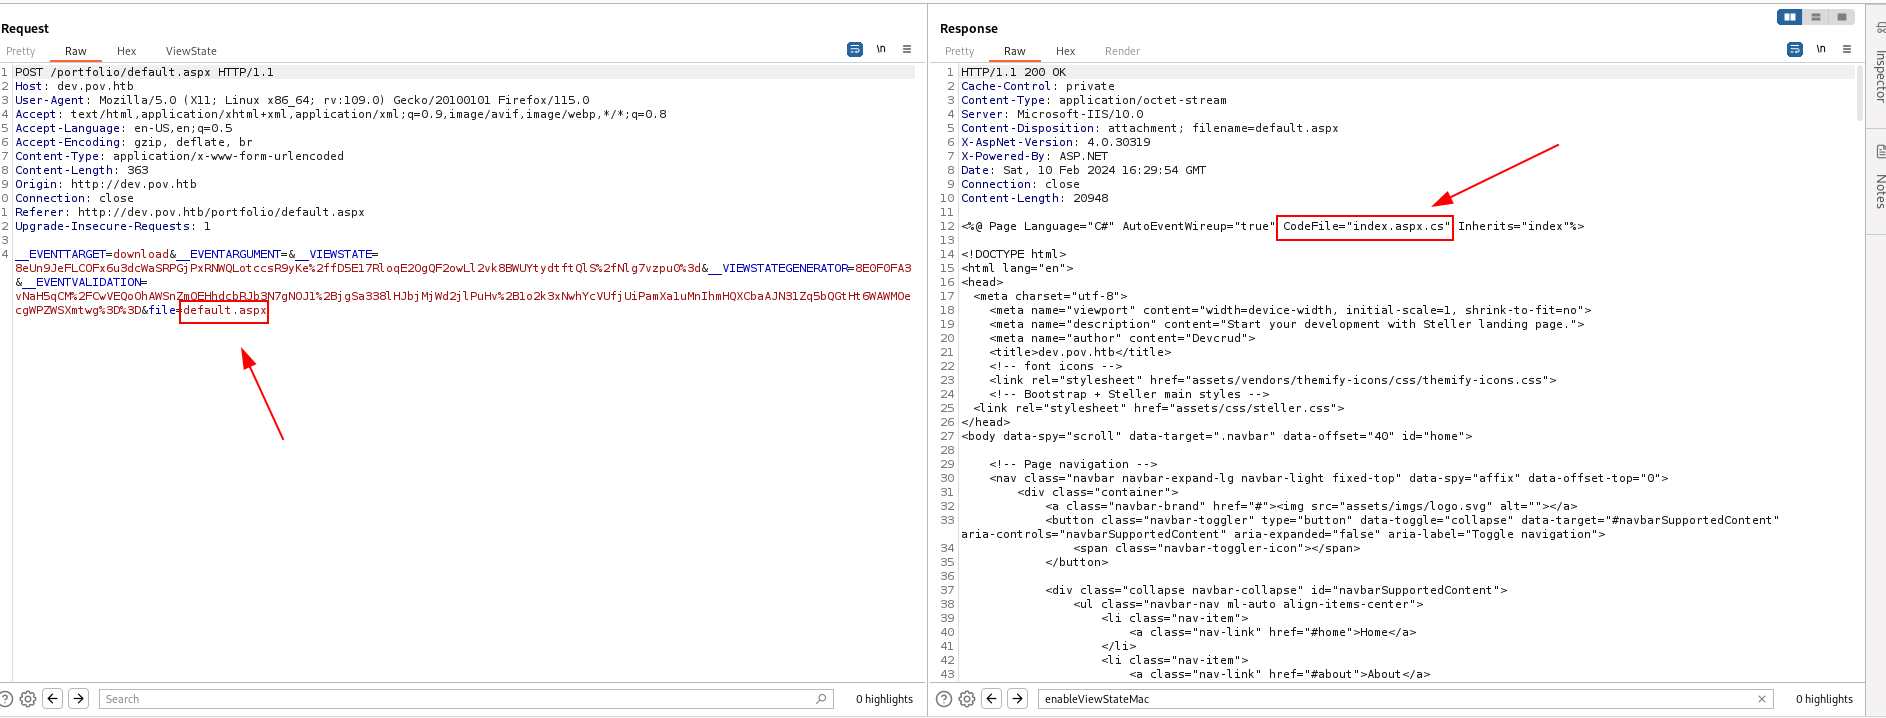 Request
Pretty Raw Hex ViewState
\n
1 POST /portfolio/default.aspx HTTP/1.1
2 Host: dev.pov.htb
3 User-Agent: Mozilla/5.0 (X11; Linux x86_64; rv:109.0) Gecko/20100101 Firefox/115.0
4 Accept: text/html,application/xhtml+xml,application/xml;q=0.9,image/avif,image/webp,*/*;q=0.8
5 Accept-Language: en-US,en;q=0.5
6 Accept-Encoding: gzip, deflate, br
7 Content-Type: application/x-www-form-urlencoded
8 Content-Length: 363
9 Origin: http://dev.pov.htb
0 Connection: close
1 Referer: http://dev.pov.htb/portfolio/default.aspx
2 Upgrade-Insecure-Requests: 1
3
4 __EVENTTARGET=download&__EVENTARGUMENT=&__VIEWSTATE=
8eUn9JeFLCOFx6u3dcWaSRPGjPxRNWQLotccsR9yKe%2ffD5E17RloqE2OgQF2owLl2vk8BWUYtydtftQlS%2fNlg7vzpu0%3d&__VIEWSTATEGENERATOR=8E0F0FA3
&__EVENTVALIDATION=
vNaH5qCM%2FCwVEQoOhAWSnZmOEHhdcbRJb3N7gNOJ1%2BjgSa338lHJbjMjWd2jlPuHv%2B1o2k3xNwhYcVUfjUiPamXa1uMnIhmHQXCbaAJN31Zq5bQGtHt6WAWMOe
cgWPZWSXmtwg%3D%3D&file=default.aspx
Search
0 highlights
Response
Pretty Raw Hex Render
\n
1 HTTP/1.1 200 OK
2 Cache-Control: private
3 Content-Type: application/octet-stream
4 Server: Microsoft-IIS/10.0
5 Content-Disposition: attachment; filename=default.aspx
6 X-AspNet-Version: 4.0.30319
7 X-Powered-By: ASP.NET
8 Date: Sat, 10 Feb 2024 16:29:54 GMT
9 Connection: close
10 Content-Length: 20948
11
12 <%@ Page Language="C#" AutoEventWireup="true" CodeFile="index.aspx.cs" Inherits="index"%>
13
14 <!DOCTYPE html>
15 <html lang="en">
16 <head>
17 <meta charset="utf-8">
18 <meta name="viewport" content="width=device-width, initial-scale=1, shrink-to-fit=no">
19 <meta name="description" content="Start your development with Steller landing page.">
20 <meta name="author" content="Devcrud">
21 <title>dev.pov.htb</title>
22 <!-- font icons -->
23 <link rel="stylesheet" href="assets/vendors/themify-icons/css/themify-icons.css">
24 <!-- Bootstrap + Steller main styles -->
25 <link rel="stylesheet" href="assets/css/steller.css">
26 </head>
27 <body data-spy="scroll" data-target=".navbar" data-offset="40" id="home">
28
29 <!-- Page navigation -->
30 <nav class="navbar navbar-expand-lg navbar-light fixed-top" data-spy="affix" data-offset-top="0">
31 <div class="container">
32 <a class="navbar-brand" href="#"><img src="assets/imgs/logo.svg" alt=""></a>
33 <button class="navbar-toggler" type="button" data-toggle="collapse" data-target="#navbarSupportedContent"
aria-controls="navbarSupportedContent" aria-expanded="false" aria-label="Toggle navigation">
34 <span class="navbar-toggler-icon"></span>
35 </button>
36
37 <div class="collapse navbar-collapse" id="navbarSupportedContent">
38 <ul class="navbar-nav ml-auto align-items-center">
39 <li class="nav-item">
40 <a class="nav-link" href="#home">Home</a>
41 </li>
42 <li class="nav-item">
43 <a class="nav-link" href="#about">About</a>
enableViewStateMac
0 highlights
Inspector
Notes